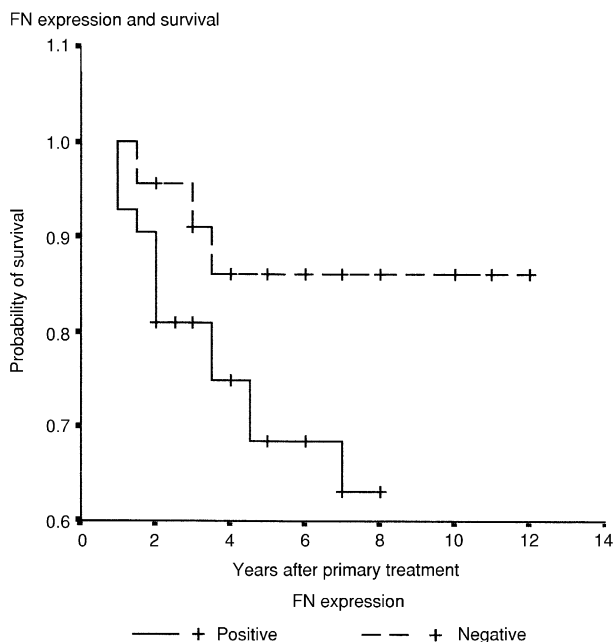 FN expression and survival
1.1
1.0
0.9
0.8
0.7
0.6
Probability of survival
0 2 4 6 8 10 12 14
Years after primary treatment
FN expression
Positive Negative